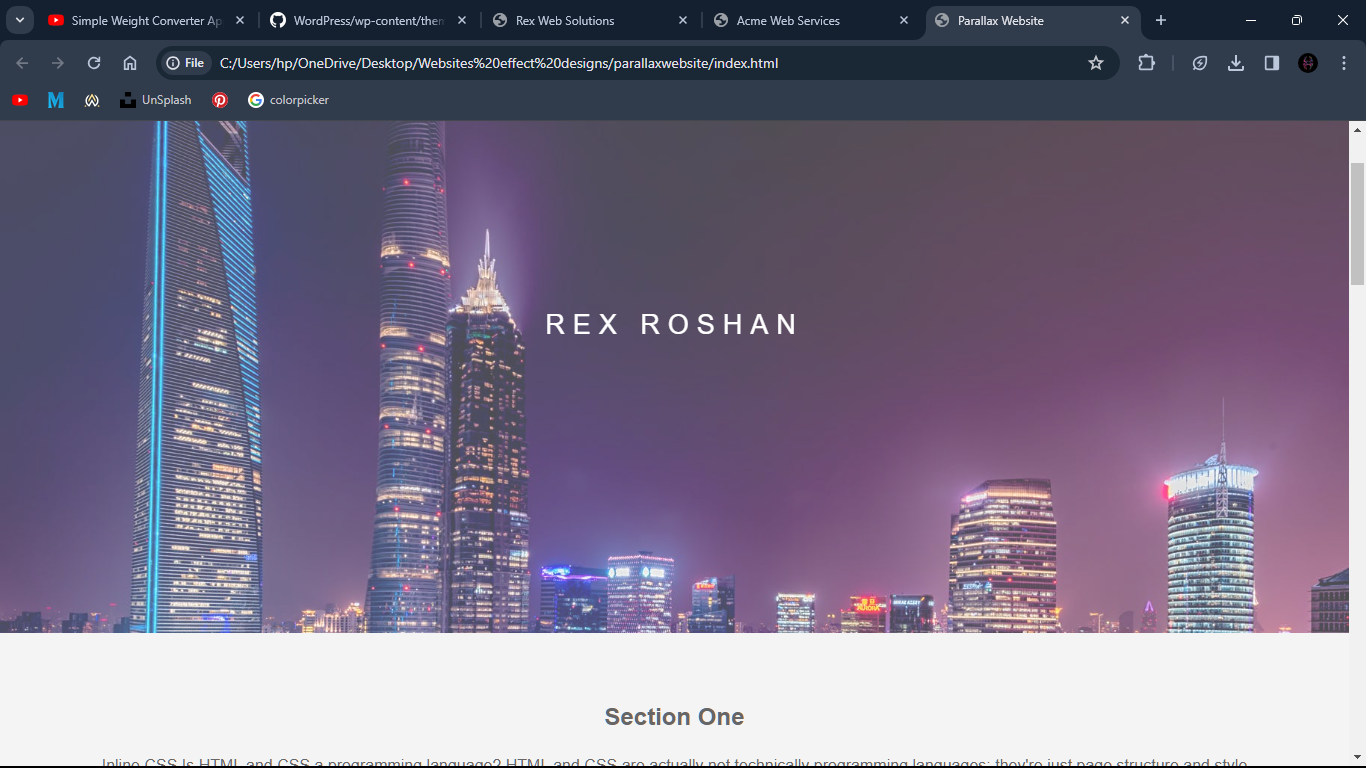 Simple Weight Converter Ap
WordPress/wp-content/then
Rex Web Solutions
Acme Web Services
Parallax Website
File
C:/Users/hp/OneDrive/Desktop/Websites%20effect%20designs/parallaxwebsite/index.html
UnSplash
colorpicker
REX ROSHAN
Section One
Inline CSS Is HTML and CSS a programming language? HTML and CSS are actually not technically programming languages; they're just page structure and style